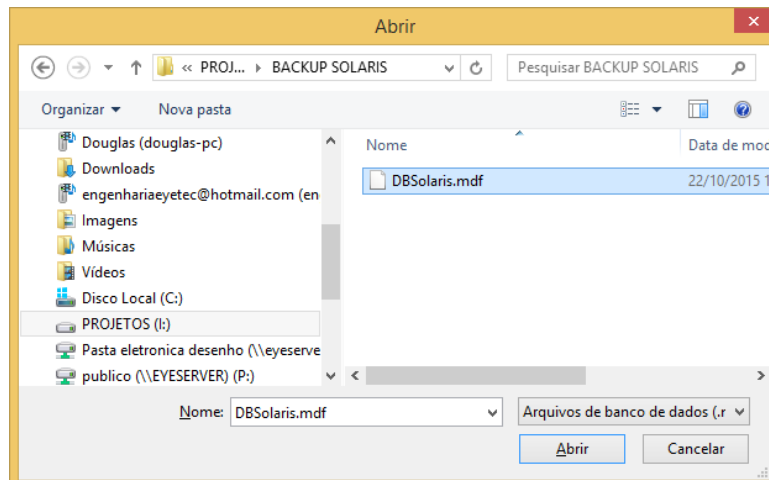 Abrir
« PROJ... BACKUP SOLARIS
Pesquisar BACKUP SOLARIS
Organizar
Nova pasta
Douglas (douglas-pc)
Downloads
engenhariaeyetec@hotmail.com (en
Imagens
Músicas
Vídeos
Disco Local (C:)
PROJETOS (I:)
Pasta eletronica desenho (\\eyeserve
publico (\\EYESERVER) (P:)
Nome
Data de moc
DBSolaris.mdf
22/10/2015 1
Nome: DBSolaris.mdf
Arquivos de banco de dados (.r
Abrir
Cancelar